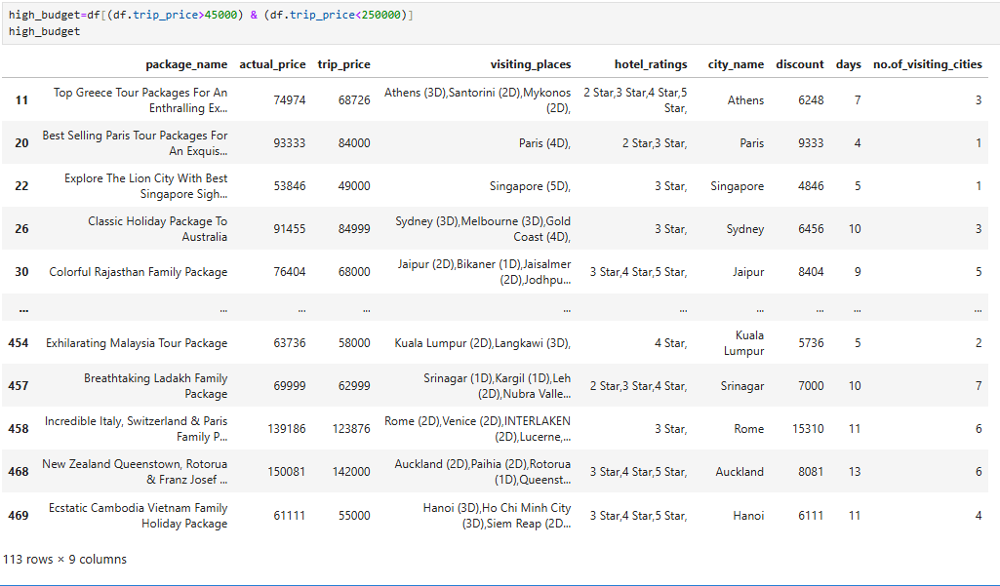 high_budget=df[(df.trip_price>45000) & (df.trip_price<250000)]
high_budget
package_name actual_price trip_price visiting_places hotel_ratings city_name discount days no.of_visiting_cities
11 Top Greece Tour Packages For An Enthralling Ex... 74974 68726 Athens (3D),Santorini (2D),Mykonos (2D), 2 Star,3 Star,4 Star,5 Star, Athens 6248 7 3
20 Best Selling Paris Tour Packages For An Exquis... 93333 84000 Paris (4D), 2 Star,3 Star, Paris 9333 4 1
22 Explore The Lion City With Best Singapore Sigh... 53846 49000 Singapore (5D), 3 Star, Singapore 4846 5 1
26 Classic Holiday Package To Australia 91455 84999 Sydney (3D),Melbourne (3D),Gold Coast (4D), 3 Star, Sydney 6456 10 3
30 Colorful Rajasthan Family Package 76404 68000 Jaipur (2D),Bikaner (1D),Jaisalmer (2D),Jodhpu... 3 Star,4 Star,5 Star, Jaipur 8404 9 5
... ... ... ... ... ... ... ... ... ...
454 Exhilarating Malaysia Tour Package 63736 58000 Kuala Lumpur (2D),Langkawi (3D), 4 Star, Kuala Lumpur 5736 5 2
457 Breathtaking Ladakh Family Package 69999 62999 Srinagar (1D),Kargil (1D),Leh (2D),Nubra Valle... 2 Star,3 Star,4 Star, Srinagar 7000 10 7
458 Incredible Italy, Switzerland & Paris Family P... 139186 123876 Rome (2D),Venice (2D),INTERLAKEN (2D),Lucerne,... 3 Star, Rome 15310 11 6
468 New Zealand Queenstown, Rotorua & Franz Josef ... 150081 142000 Auckland (2D),Paihia (2D),Rotorua (1D),Queenst... 3 Star,4 Star,5 Star, Auckland 8081 13 6
469 Ecstatic Cambodia Vietnam Family Holiday Package 61111 55000 Hanoi (3D),Ho Chi Minh City (3D),Siem Reap (2D... 3 Star,4 Star,5 Star, Hanoi 6111 11 4
113 rows × 9 columns